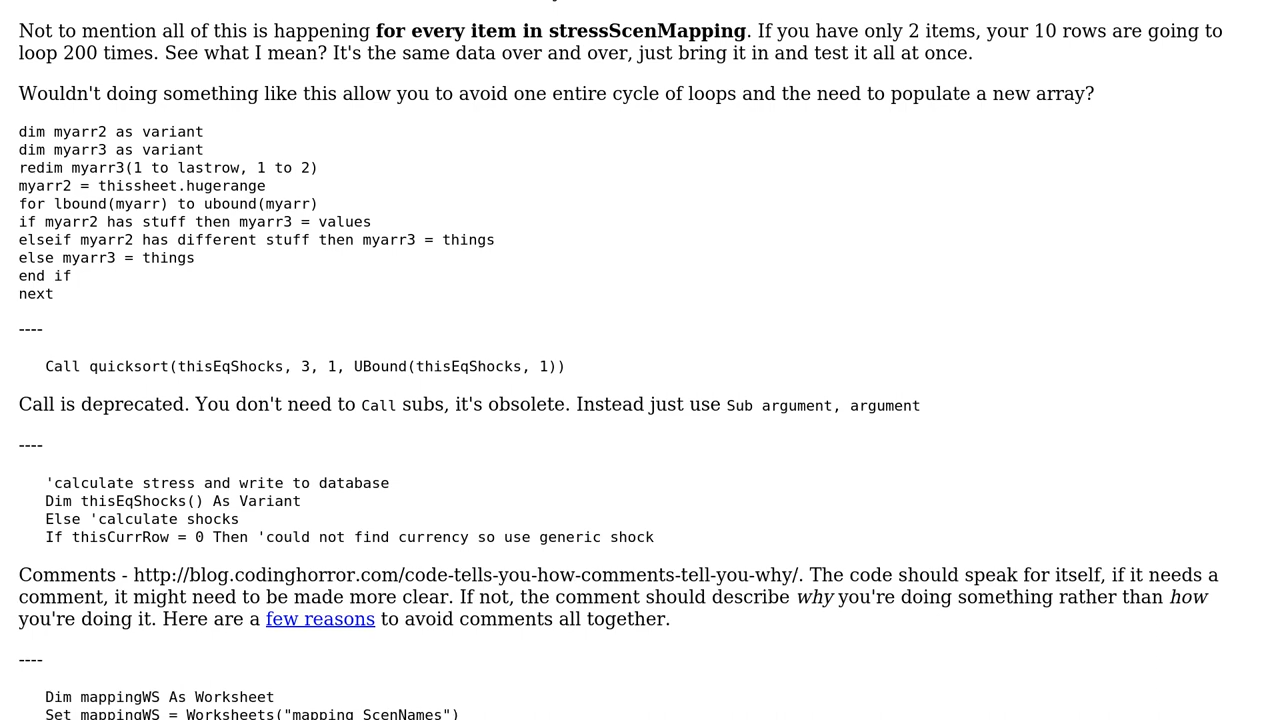 Not to mention all of this is happening for every item in stressScenMapping. If you have only 2 items, your 10 rows are going to
loop 200 times. See what I mean? It's the same data over and over, just bring it in and test it all at once.
Wouldn't doing something like this allow you to avoid one entire cycle of loops and the need to populate a new array?
dim myarr2 as variant
dim myarr3 as variant
redim myarr3(1 to lastrow, 1 to 2)
myarr2 = thissheet.hugerange
for lbound(myarr) to ubound(myarr)
if myarr2 has stuff then myarr3 = values
elseif myarr2 has different stuff then myarr3 = things
else myarr3 = things
end if
next
----
Call quicksort(thisEqShocks, 3, 1, UBound(thisEqShocks, 1))
Call is deprecated. You don't need to Call subs, it's obsolete. Instead just use Sub argument, argument
----
'calculate stress and write to database
Dim thisEqShocks() As Variant
Else 'calculate shocks
If thisCurrRow = 0 Then 'could not find currency so use generic shock
Comments - http://blog.codinghorror.com/code-tells-you-how-comments-tell-you-why/. The code should speak for itself, if it needs a
comment, it might need to be made more clear. If not, the comment should describe why you're doing something rather than how
you're doing it. Here are a few reasons to avoid comments all together.
----
Dim mappingWS As Worksheet
Set mappingWS = Worksheets("mapping_ScenNames")